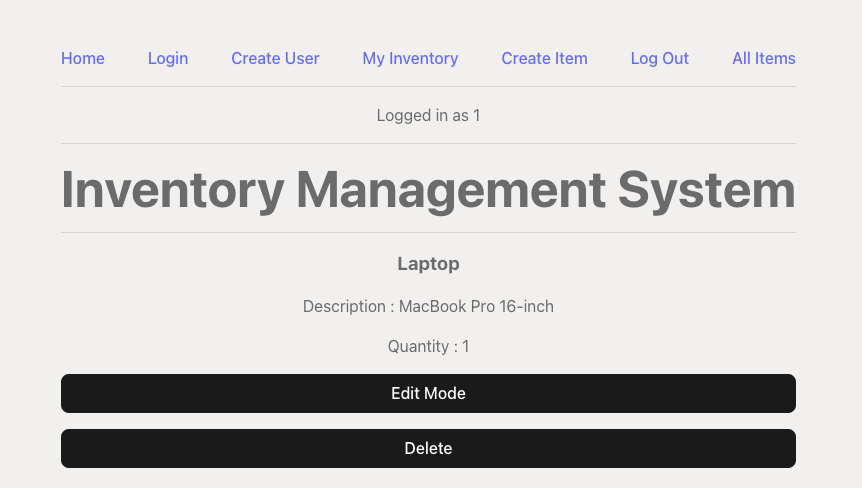 Home Login Create User My Inventory Create Item Log Out All Items
Logged in as 1
Inventory Management System
Laptop
Description : MacBook Pro 16-inch
Quantity : 1
Edit Mode
Delete